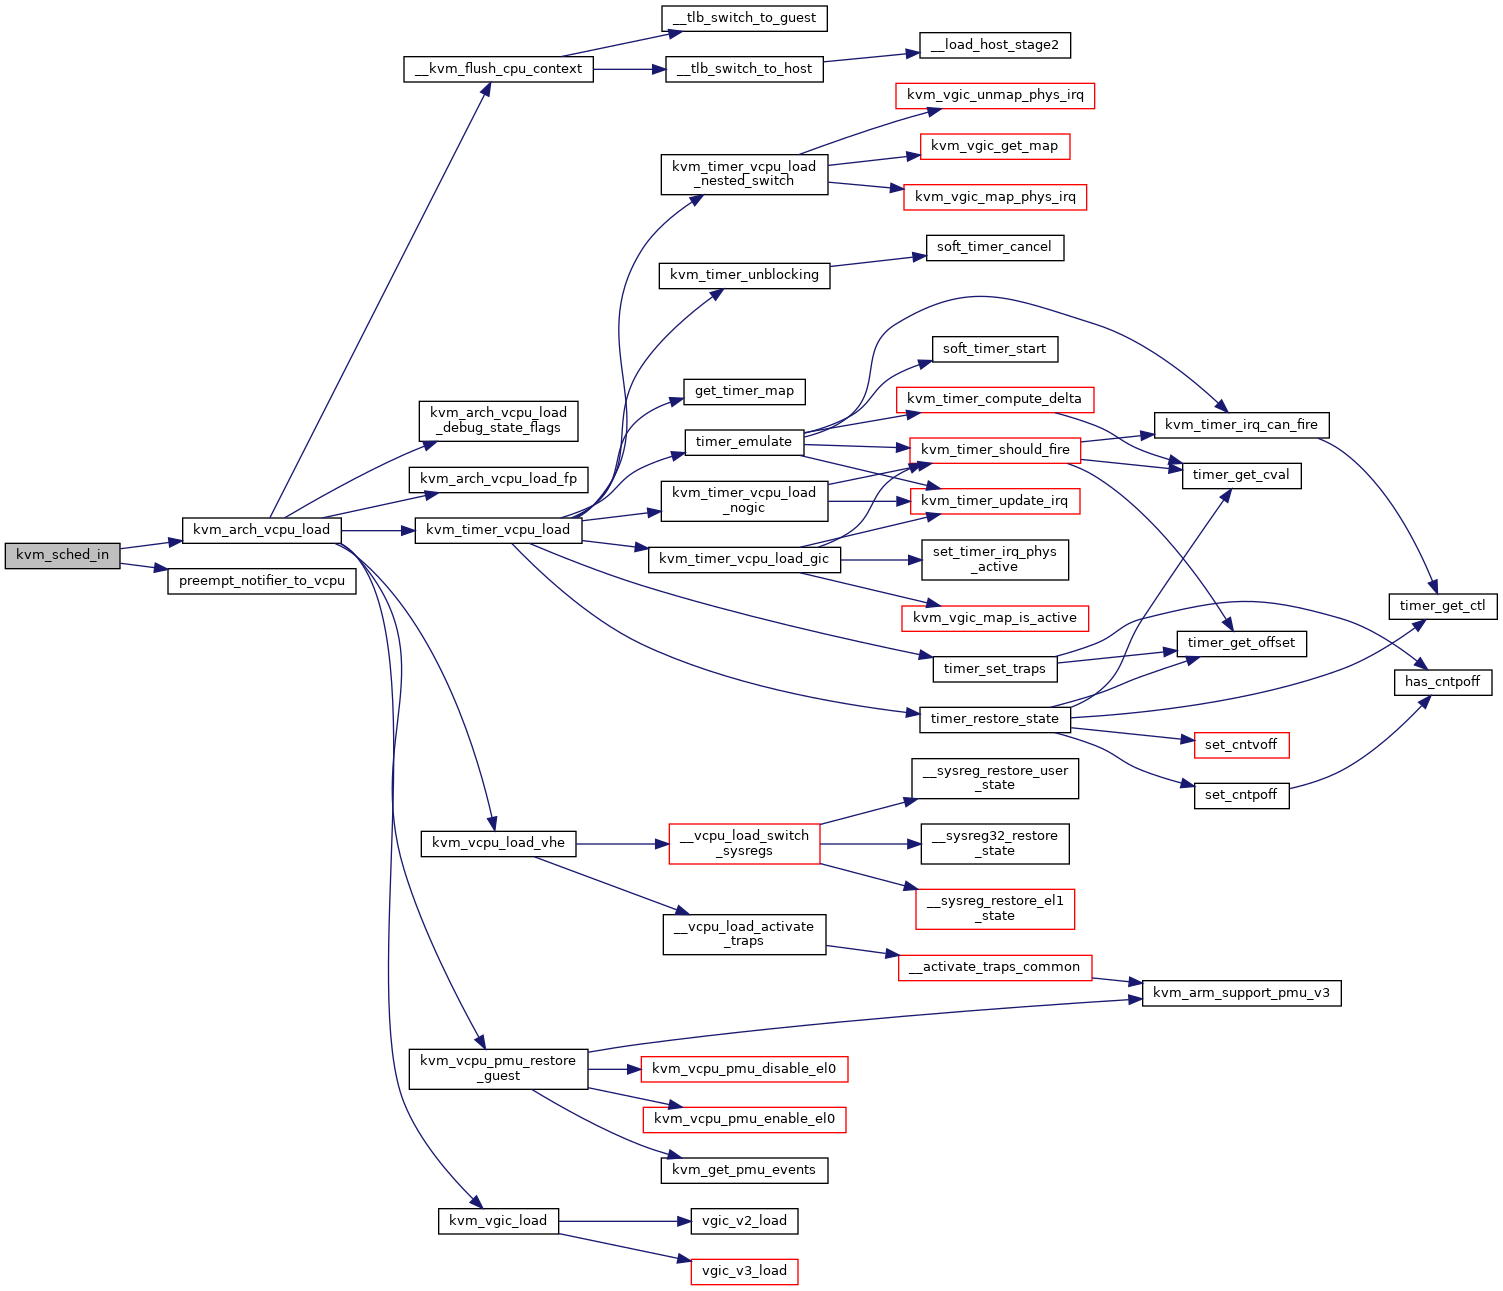 kvm_sched_in
kvm_arch_vcpu_load
preempt_notifier_to_vcpu
__kvm_flush_cpu_context
kvm_arch_vcpu_load
_debug_state_flags
kvm_arch_vcpu_load_fp
kvm_timer_vcpu_load
kvm_vcpu_load_vhe
kvm_vcpu_pmu_restore
_guest
kvm_vgic_load
__tlb_switch_to_guest
__tlb_switch_to_host
kvm_timer_vcpu_load
_nested_switch
kvm_timer_unblocking
get_timer_map
timer_emulate
kvm_timer_vcpu_load
_nogic
kvm_timer_vcpu_load_gic
__vcpu_load_switch
_sysregs
__vcpu_load_activate
_traps
kvm_vcpu_pmu_disable_el0
kvm_vcpu_pmu_enable_el0
kvm_get_pmu_events
vgic_v2_load
vgic_v3_load
__load_host_stage2
kvm_vgic_unmap_phys_irq
kvm_vgic_get_map
kvm_vgic_map_phys_irq
soft_timer_cancel
soft_timer_start
kvm_timer_compute_delta
kvm_timer_should_fire
kvm_timer_update_irq
set_timer_irq_phys
_active
kvm_vgic_map_is_active
timer_set_traps
timer_restore_state
__sysreg_restore_user
_state
__sysreg32_restore
_state
__sysreg_restore_el1
_state
__activate_traps_common
kvm_timer_irq_can_fire
timer_get_cval
timer_get_offset
set_cntvoff
set_cntpoff
kvm_arm_support_pmu_v3
timer_get_ctl
has_cntpoff